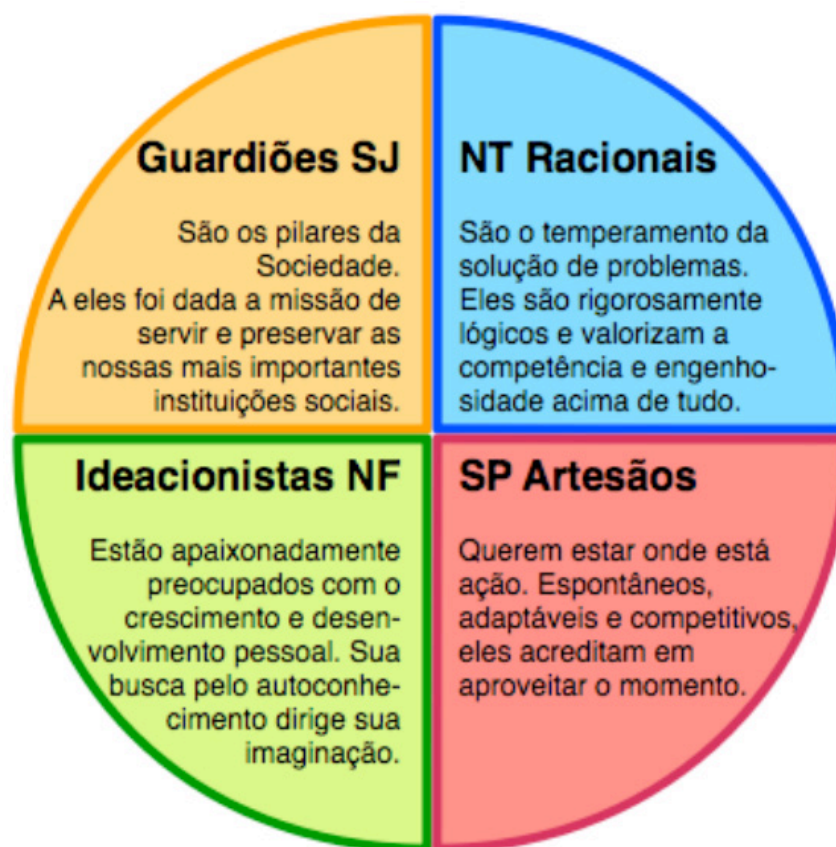 Guardiões SJ
São os pilares da
Sociedade.
A eles foi dada a missão de
servir e preservar as
nossas mais importantes
instituições sociais.
NT Racionais
São o temperamento da
solução de problemas.
Eles são rigorosamente
lógicos e valorizam a
competência e engenho-
sidade acima de tudo.
Ideacionistas NF
Estão apaixonadamente
preocupados com o
crescimento e desen-
volvimento pessoal. Sua
busca pelo autoconhe-
cimento dirige sua
imaginação.
SP Artesãos
Querem estar onde está
ação. Espontâneos,
adaptáveis e competitivos,
eles acreditam em
aproveitar o momento.